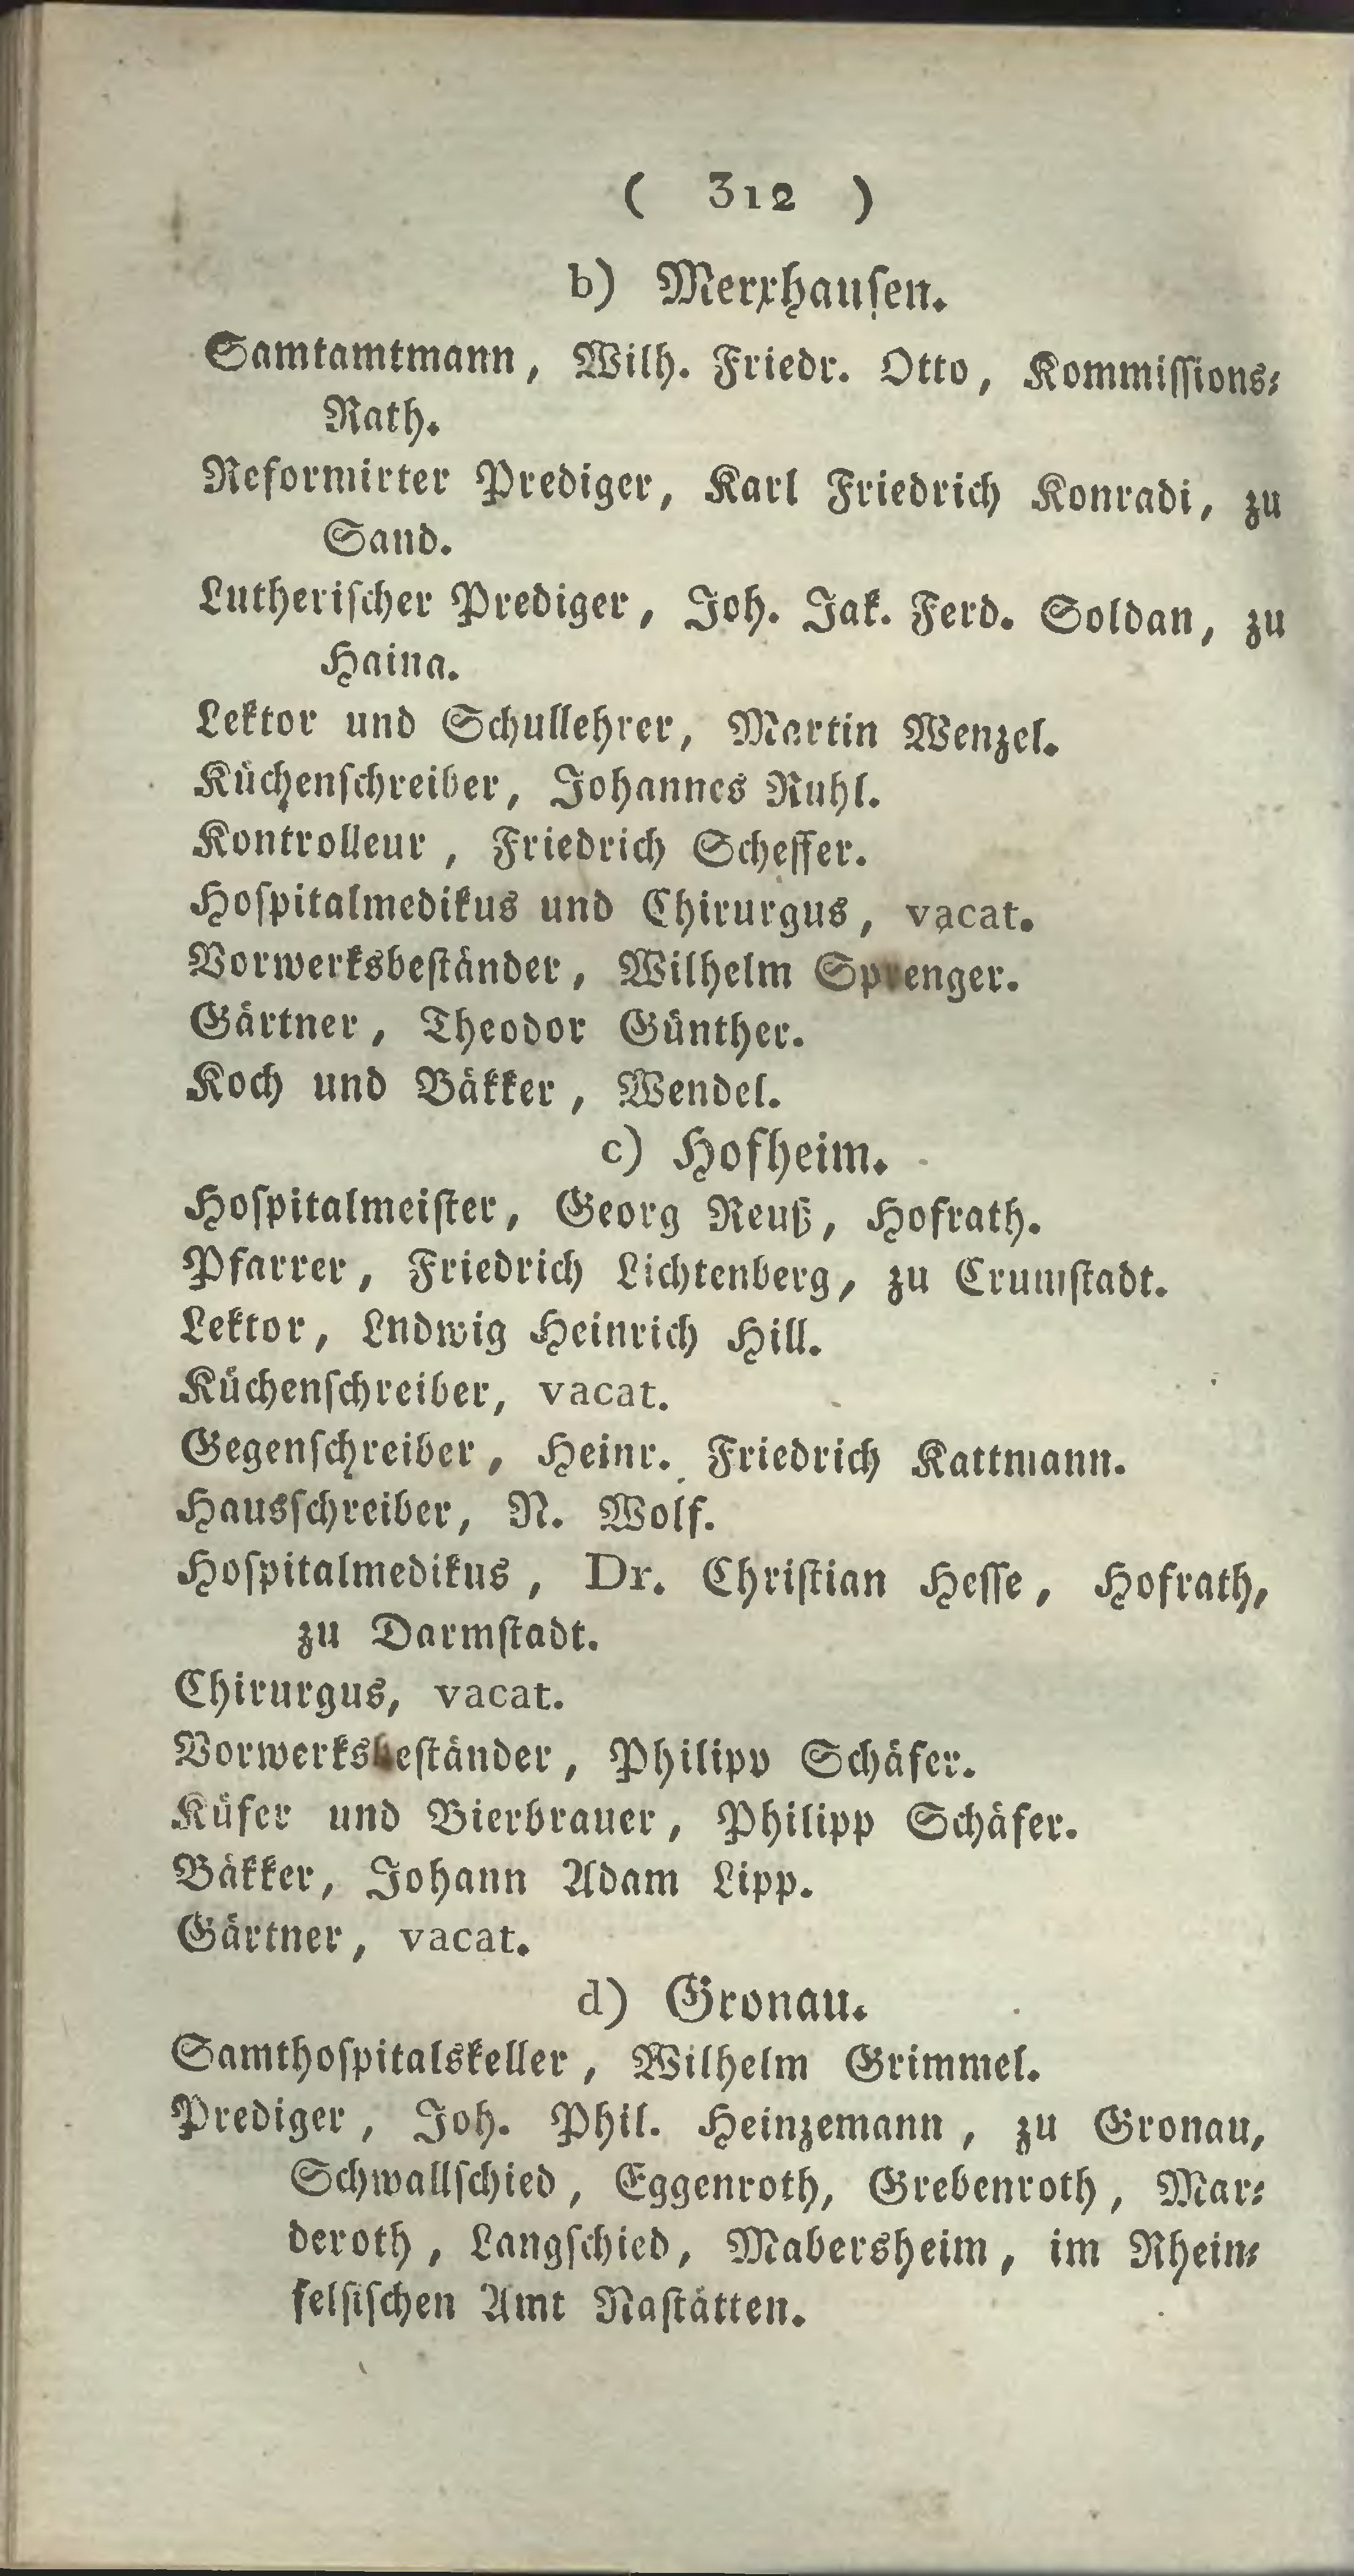 ( 312 )
b) Merxhausen.
Samtamtmann, Wilh. Friedr. Otto, Kommissions-
Rath.
Reformirter Prediger, Karl Friedrich Konradi, zu
Sand.
Lutherischer Prediger, Joh. Jak. Ferd. Soldan, zu
Haina.
Lektor und Schullehrer, Martin Wenzel.
Küchenschreiber, Johannes Ruhl.
Kontrolleur, Friedrich Scheffer.
Hospitalmedikus und Chirurgus, vacat.
Vorwerksbeständer, Wilhelm Sprenger.
Gärtner, Theodor Günther.
Koch und Bäkker, Wendel.
c) Hofheim.
Hospitalmeister, Georg Reuß, Hofrath.
Pfarrer, Friedrich Lichtenberg, zu Crumstadt.
Lektor, Lndwig Heinrich Hill.
Küchenschreiber, vacat.
Gegenschreiber, Heinr. Friedrich Kattmann.
Hausschreiber, N. Wolf.
Hospitalmedikus, Dr. Christian Hesse, Hofrath,
zu Darmstadt.
Chirurgus, vacat.
Vorwerksbeständer, Philipp Schäfer.
Küfer und Bierbrauer, Philipp Schäfer.
Bäkker, Johann Adam Lipp.
Gärtner, vacat.
d) Gronau.
Samthospitalskeller, Wilhelm Grimmel.
Prediger, Joh. Phil. Heinzemann, zu Gronau,
Schwallschied, Eggenroth, Grebenroth, Mar-
deroth, Langschied, Mabersheim, im Rhein-
felsischen Amt Nastätten.